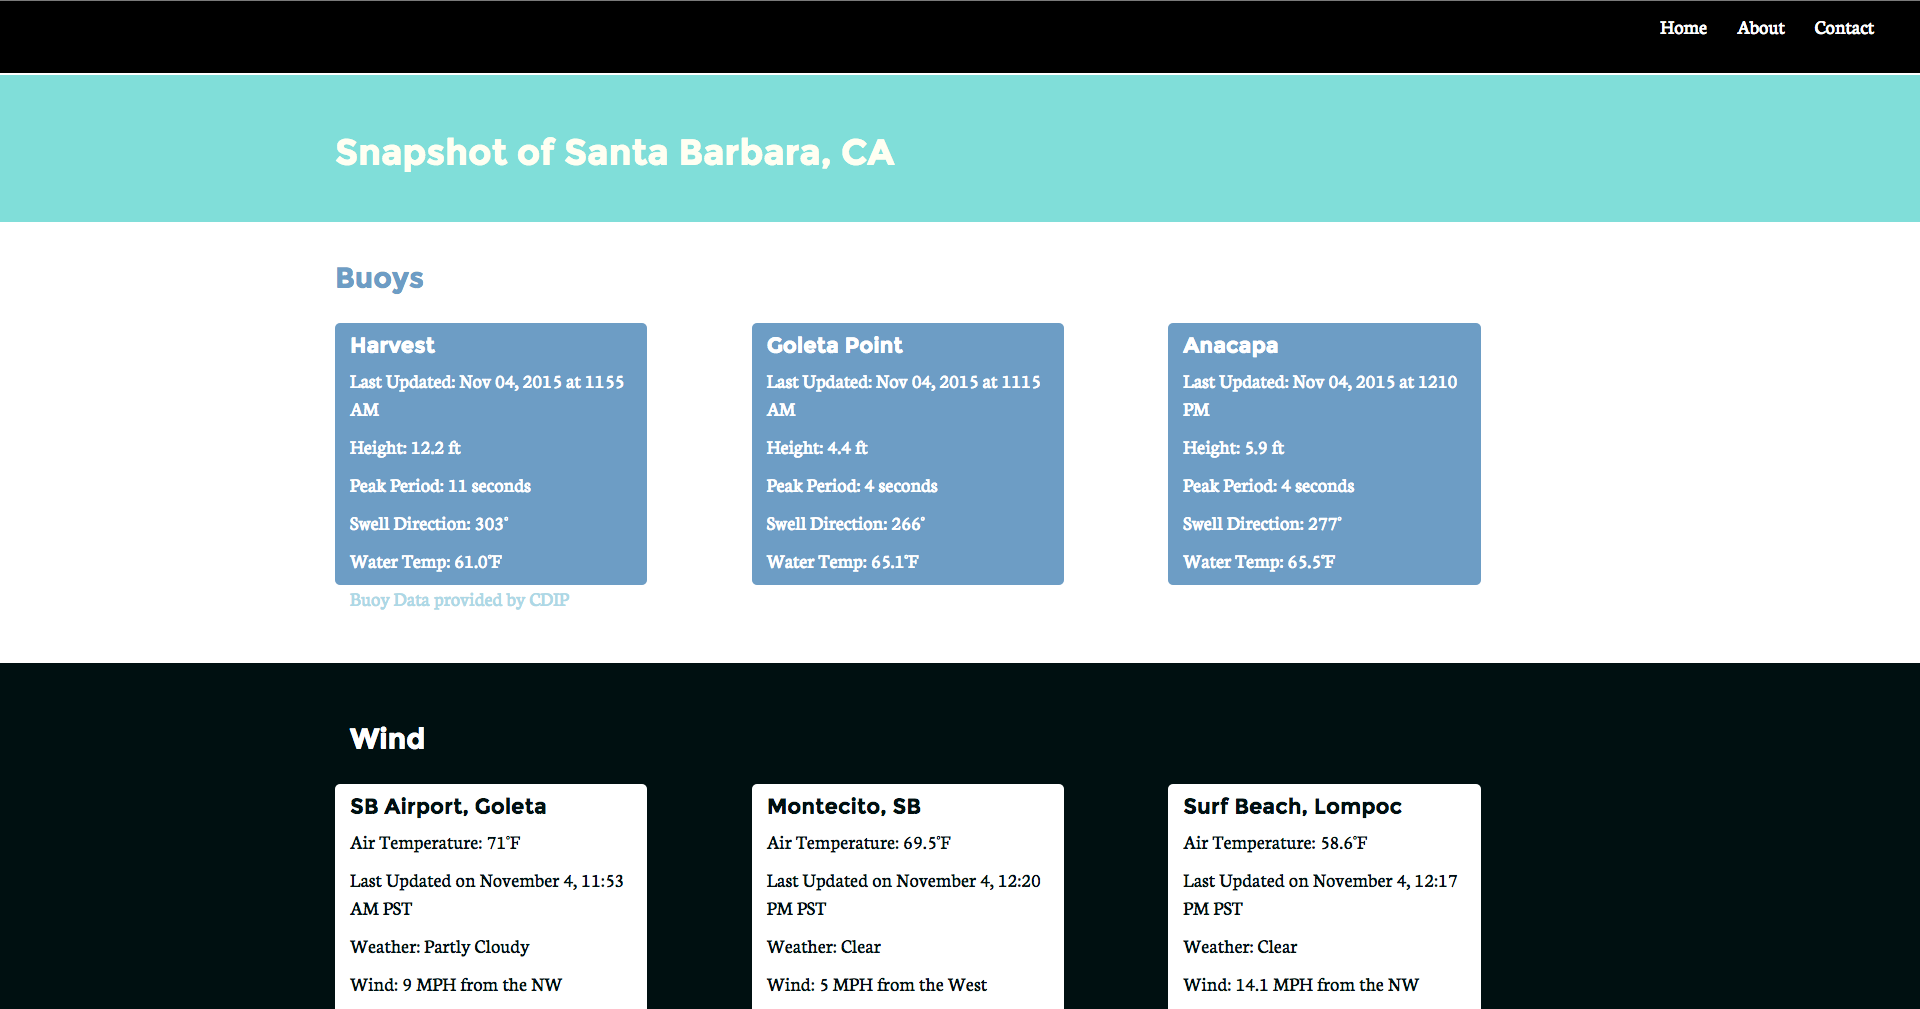 Home About Contact
Snapshot of Santa Barbara, CA
Buoys
Harvest
Last Updated: Nov 04, 2015 at 1155
AM
Height: 12.2 ft
Peak Period: 11 seconds
Swell Direction: 303°
Water Temp: 61.0°F
Buoy Data provided by CDIP
Goleta Point
Last Updated: Nov 04, 2015 at 1115
AM
Height: 4.4 ft
Peak Period: 4 seconds
Swell Direction: 266°
Water Temp: 65.1°F
Anacapa
Last Updated: Nov 04, 2015 at 1210
PM
Height: 5.9 ft
Peak Period: 4 seconds
Swell Direction: 277°
Water Temp: 65.5°F
Wind
SB Airport, Goleta
Air Temperature: 71°F
Last Updated on November 4, 11:53
AM PST
Weather: Partly Cloudy
Wind: 9 MPH from the NW
Montecito, SB
Air Temperature: 69.5°F
Last Updated on November 4, 12:20
PM PST
Weather: Clear
Wind: 5 MPH from the West
Surf Beach, Lompoc
Air Temperature: 58.6°F
Last Updated on November 4, 12:17
PM PST
Weather: Clear
Wind: 14.1 MPH from the NW